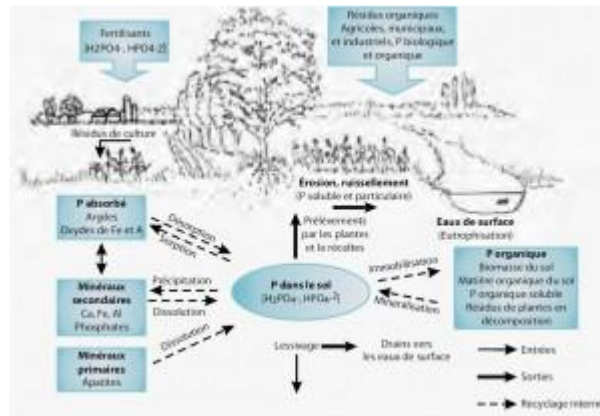 Fertilisants
[H2PO4-, HPO4-2]
Résidus organiques
Agricoles, municipaux,
et industriels, P biologique
et organique
Résidus de culture
Érosion, ruissellement
(P soluble et particulaire)
P absorbé
Argiles
Oxydes de Fe et A
Désorption
Sorption
Prélèvements
par les plantes
et le récoltes
Eaux de surface
(Eutrophisation)
Minéraux
secondaires
Ca, Fe, Al
Phosphates
Précipitation
Dissolution
P dans le sol
[H2PO4-, HPO4-2]
Immobilisation
Minéralisation
P organique
Biomasse du sol
Matière organique du sol
P organique soluble
Résidus de plantes en
décomposition
Minéraux
primaires
Apatites
Dissolution
Lessivage
Drains vers
les eaux de surface
Entrées
Sorties
Recyclage interne